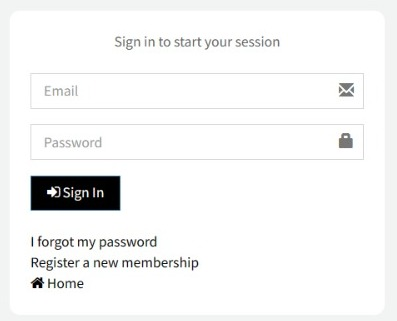 Sign in to start your session
Email
Password
Sign In
I forgot my password
Register a new membership
Home